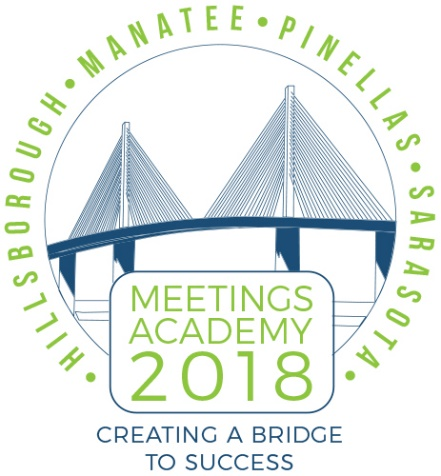 • HILLSBOROUGH • MANATEE • PINELLAS • SARASOTA •
MEETINGS
ACADEMY
2018
CREATING A BRIDGE
TO SUCCESS